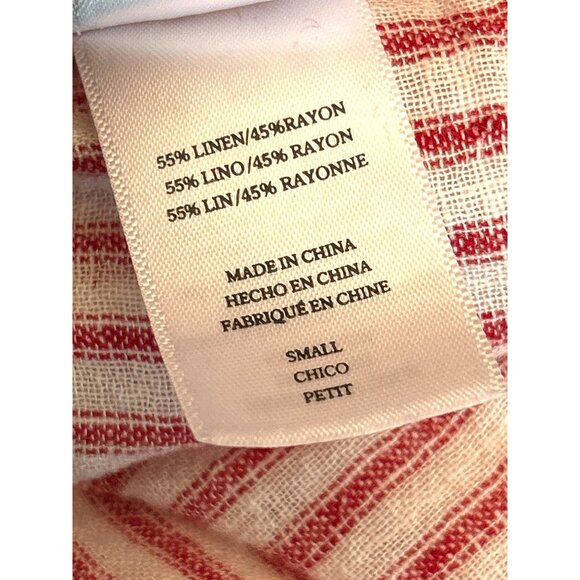 55% LINEN/45%RAYON
55% LINO/45% RAYON
55% LIN/45% RAYONNE
MADE IN CHINA
HECHO EN CHINA
FABRIQUÉ EN CHINE
SMALL
CHICO
PETIT